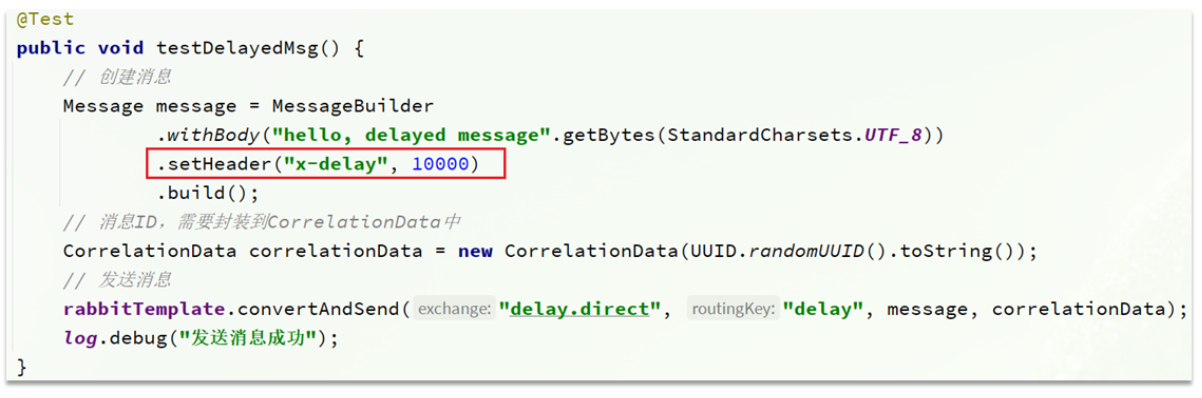 @Test
public void testDelayedMsg() {
// 创建消息
Message message = MessageBuilder
.withBody("hello, delayed message".getBytes(StandardCharsets.UTF_8))
.setHeader("x-delay", 10000)
.build();
// 消息ID，需要封装到CorrelationData中
CorrelationData correlationData = new CorrelationData(UUID.randomUUID().toString());
// 发送消息
rabbitTemplate.convertAndSend( exchange: "delay.direct", routingKey: "delay", message, correlationData);
log.debug("发送消息成功");
}